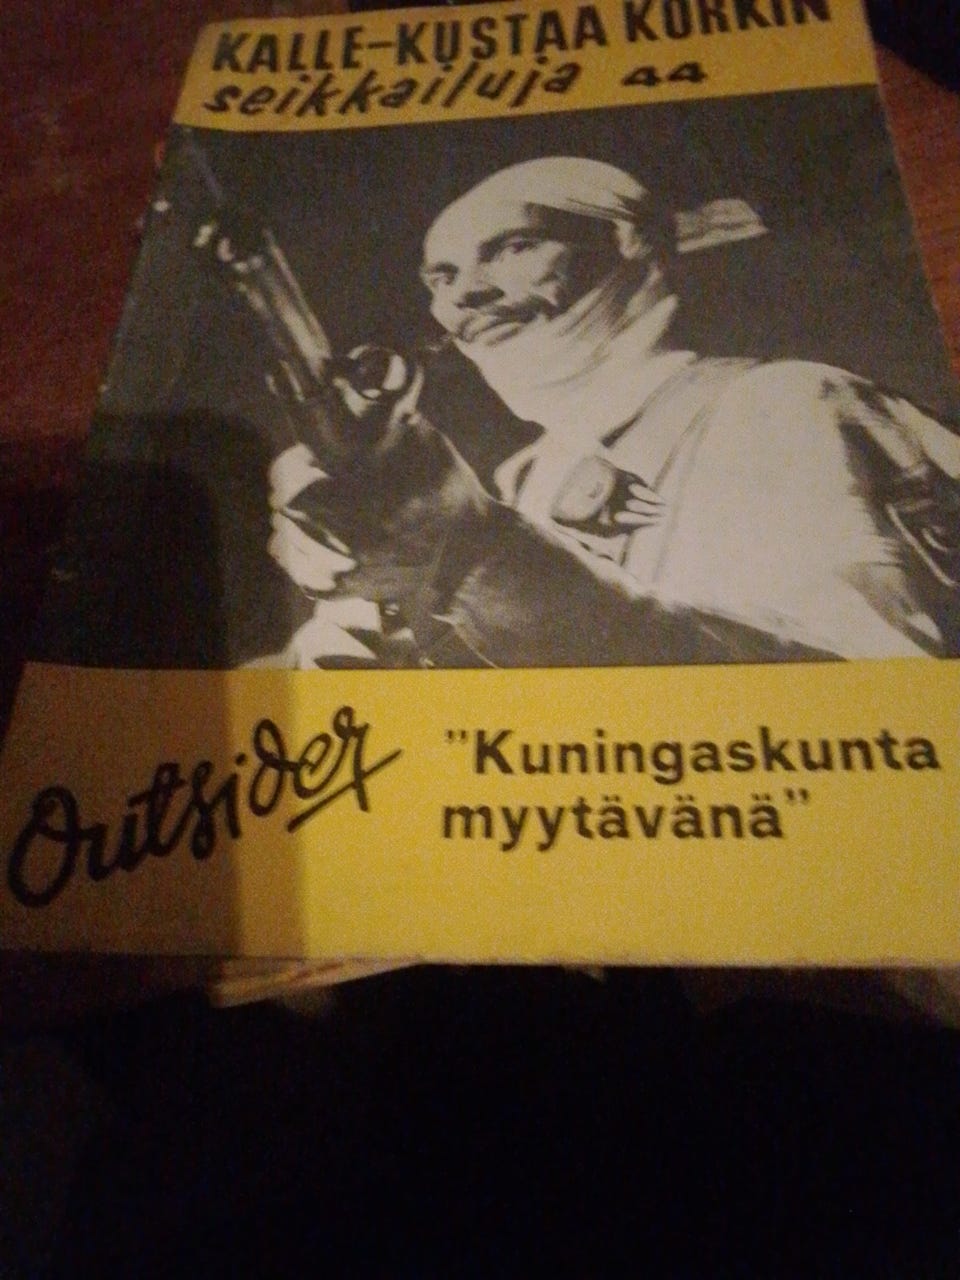 KALLE-KUSTAA KORKIN
seikkailuja 44
Outsider
"Kuningaskunta
myytävänä"